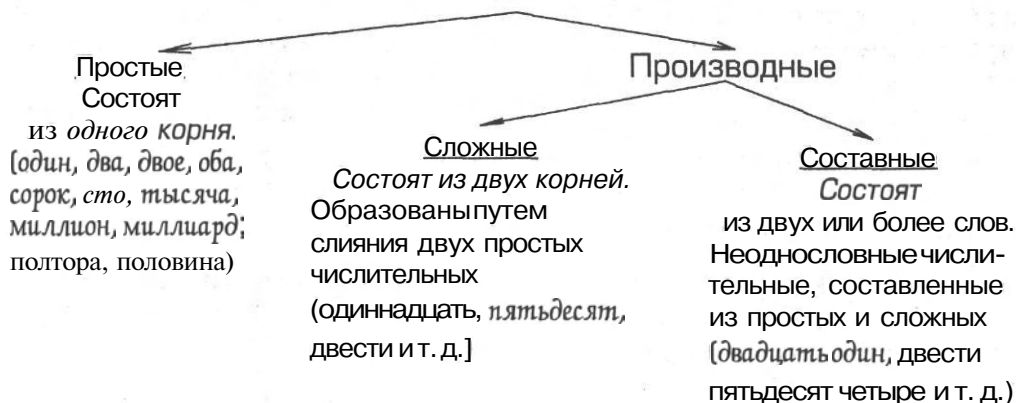 Простые
Состоят
из одного корня.
(один, два, двое, оба,
сорок, сто, тысяча,
миллион, миллиард;
полтора, половина)
Производные
Сложные
Состоят из двух корней.
Образованы путем
слияния двух простых
числительных
(одиннадцать, пятьдесят,
двести и т. д.]
Составные
Состоят
из двух или более слов.
Неоднословные числи-
тельные, составленные
из простых и сложных
(двадцать один, двести
пятьдесят четыре и т. д.)